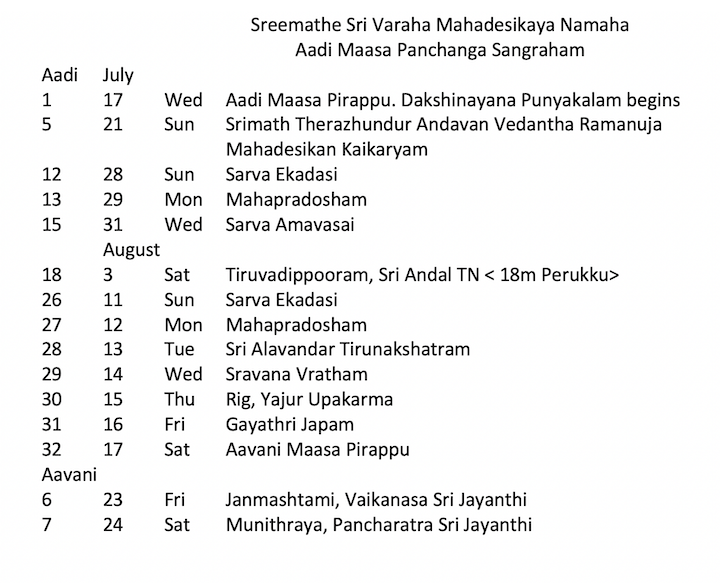 Sreemathe Sri Varaha Mahadesikaya Namaha
Aadi Maasa Panchanga Sangraham
Aadi July
1 17 Wed Aadi Maasa Pirappu. Dakshinayana Punyakalam begins
5 21 Sun Srimath Therazhundur Andavan Vedantha Ramanuja
Mahadesikan Kaikaryam
12 28 Sun Sarva Ekadasi
13 29 Mon Mahapradosham
15 31 Wed Sarva Amavasai
August
18 3 Sat Tiruvadippooram, Sri Andal TN < 18m Perukku>
26 11 Sun Sarva Ekadasi
27 12 Mon Mahapradosham
28 13 Tue Sri Alavandar Tirunakshatram
29 14 Wed Sravana Vratham
30 15 Thu Rig, Yajur Upakarma
31 16 Fri Gayathri Japam
32 17 Sat Aavani Maasa Pirappu
Aavani
6 23 Fri Janmashtami, Vaikanasa Sri Jayanthi
7 24 Sat Munithraya, Pancharatra Sri Jayanthi